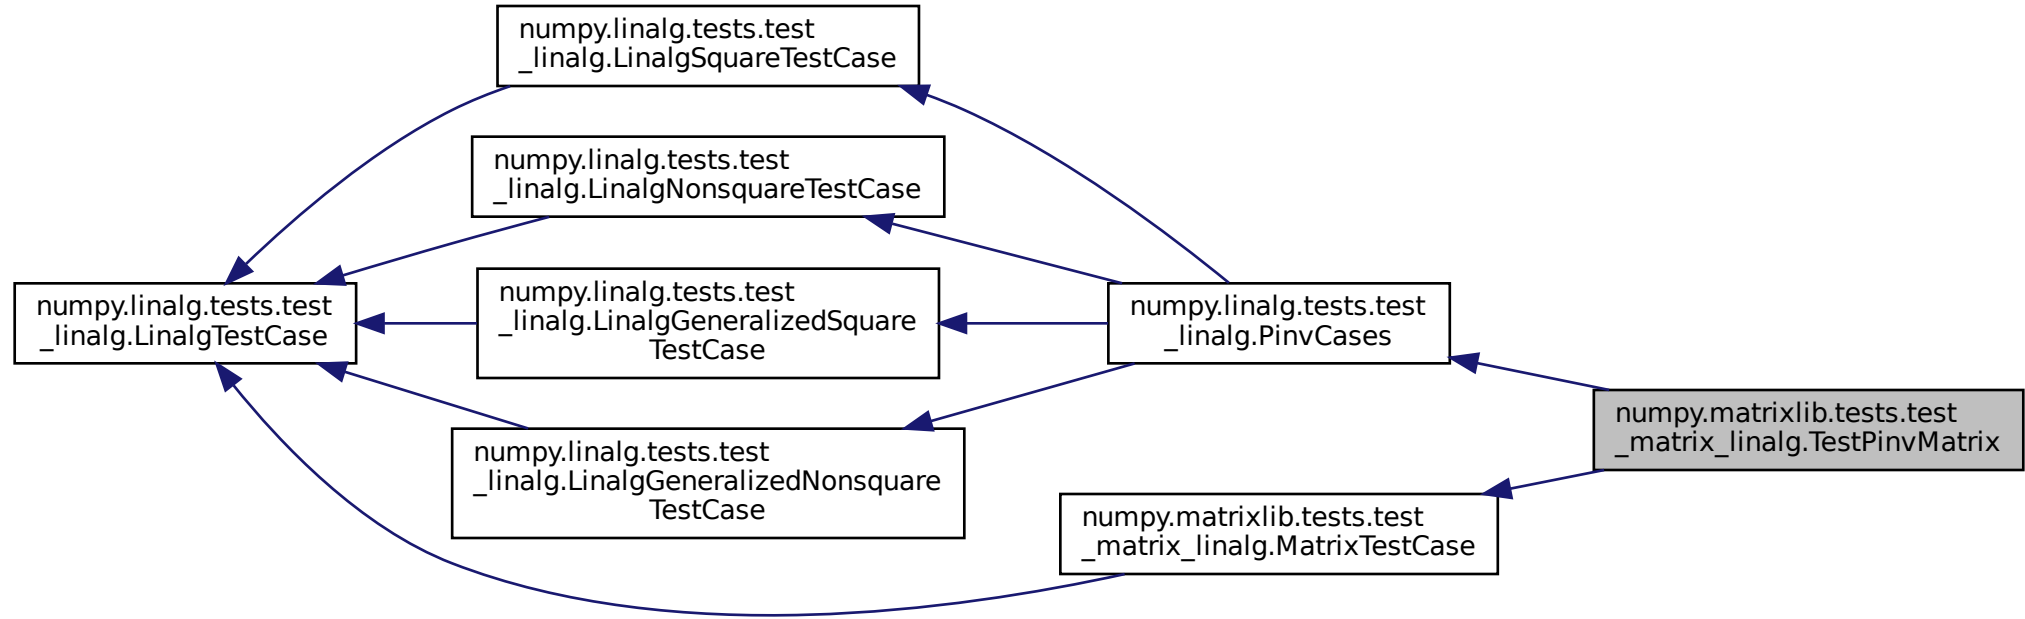 numpy.linalg.tests.test
_linalg.LinalgSquareTestCase
numpy.linalg.tests.test
_linalg.LinalgNonsquareTestCase
numpy.linalg.tests.test
_linalg.LinalgTestCase
numpy.linalg.tests.test
_linalg.LinalgGeneralizedSquare
TestCase
numpy.linalg.tests.test
_linalg.PinvCases
numpy.matrixlib.tests.test
_matrix_linalg.TestPinvMatrix
numpy.linalg.tests.test
_linalg.LinalgGeneralizedNonsquare
TestCase
numpy.matrixlib.tests.test
_matrix_linalg.MatrixTestCase